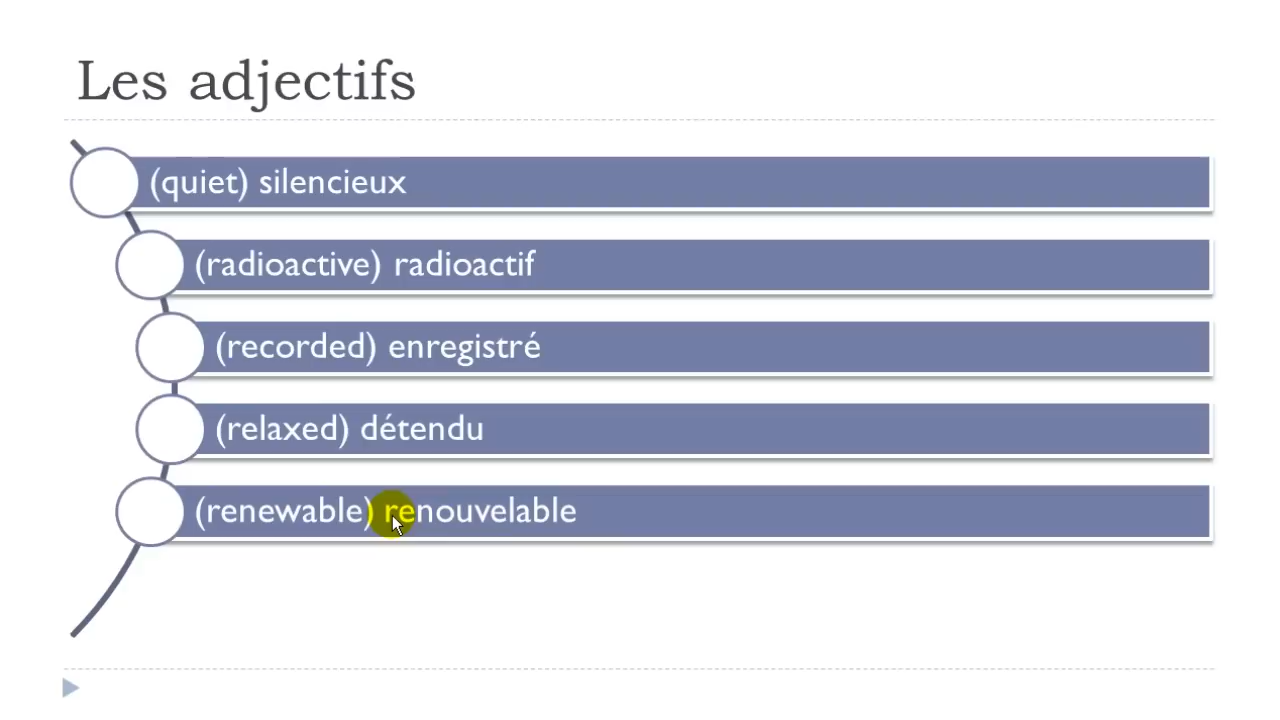 Les adjectifs
(quiet) silencieux
(radioactive) radioactif
(recorded) enregistré
(relaxed) détendu
(renewable) renouvelable